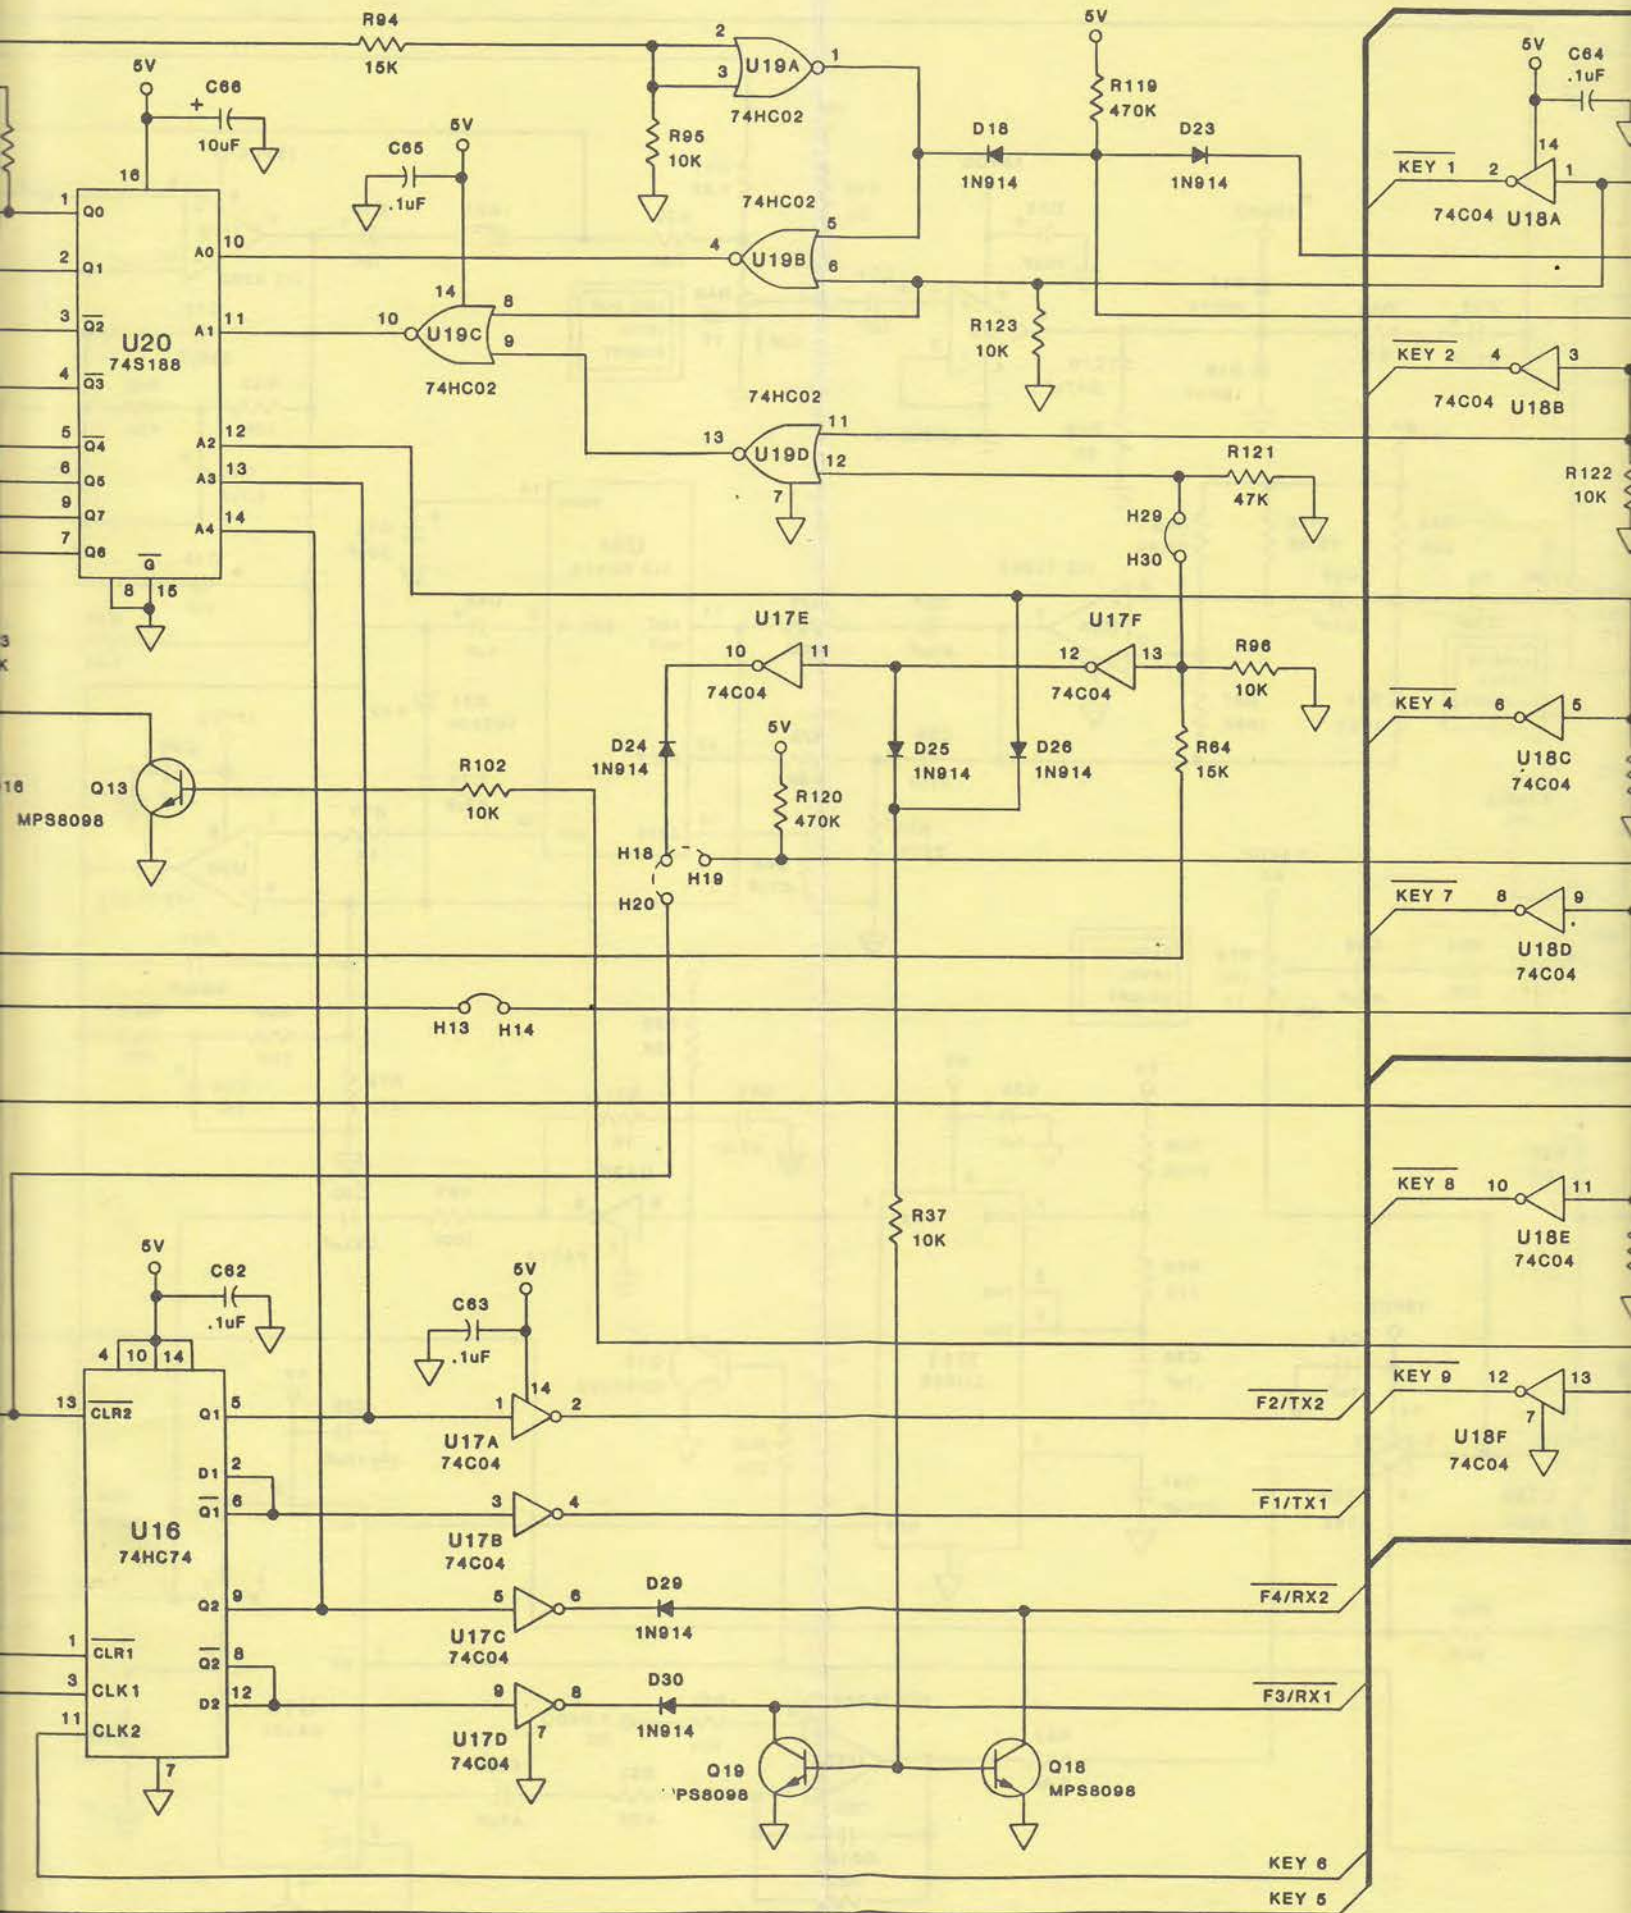 R94
15K
2
3
U19A
1
74HC02
R95
10K
5V
R119
470K
D18
1N914
D23
1N914
5V
C64
.1uF
14
KEY 1
2
1
74C04
U18A
5V
C66
+
10uF
16
C65
.1uF
5V
14
1
Q0
2
Q1
3
Q2
4
Q3
5
Q4
6
Q5
9
Q7
7
Q6
U20
74S188
A0
10
A1
11
A2
12
A3
13
A4
14
G
8
15
74HC02
4
U19B
5
6
10
U19C
8
9
74HC02
R123
10K
KEY 2
4
3
74C04
U18B
74HC02
13
U19D
11
12
7
R121
47K
R122
10K
H29
H30
U17E
10
11
74C04
U17F
12
13
74C04
R96
10K
KEY 4
6
5
U18C
74C04
3
K
16
Q13
MPS8098
R102
10K
D24
1N914
5V
R120
470K
D25
1N914
D26
1N914
R64
15K
H18
H19
H20
KEY 7
8
9
U18D
74C04
H13
H14
KEY 8
10
11
U18E
74C04
R37
10K
5V
C62
.1uF
4
10
14
C63
.1uF
5V
14
KEY 9
12
13
7
U18F
74C04
13
CLR2
Q1
5
D1
2
Q1
6
U16
74HC74
Q2
9
1
CLR1
Q2
8
3
CLK1
D2
12
11
CLK2
7
1
2
U17A
74C04
F2/TX2
3
4
U17B
74C04
F1/TX1
5
6
U17C
74C04
D29
1N914
F4/RX2
9
8
7
U17D
74C04
D30
1N914
F3/RX1
Q19
PS8098
Q18
MPS8098
KEY 6
KEY 5